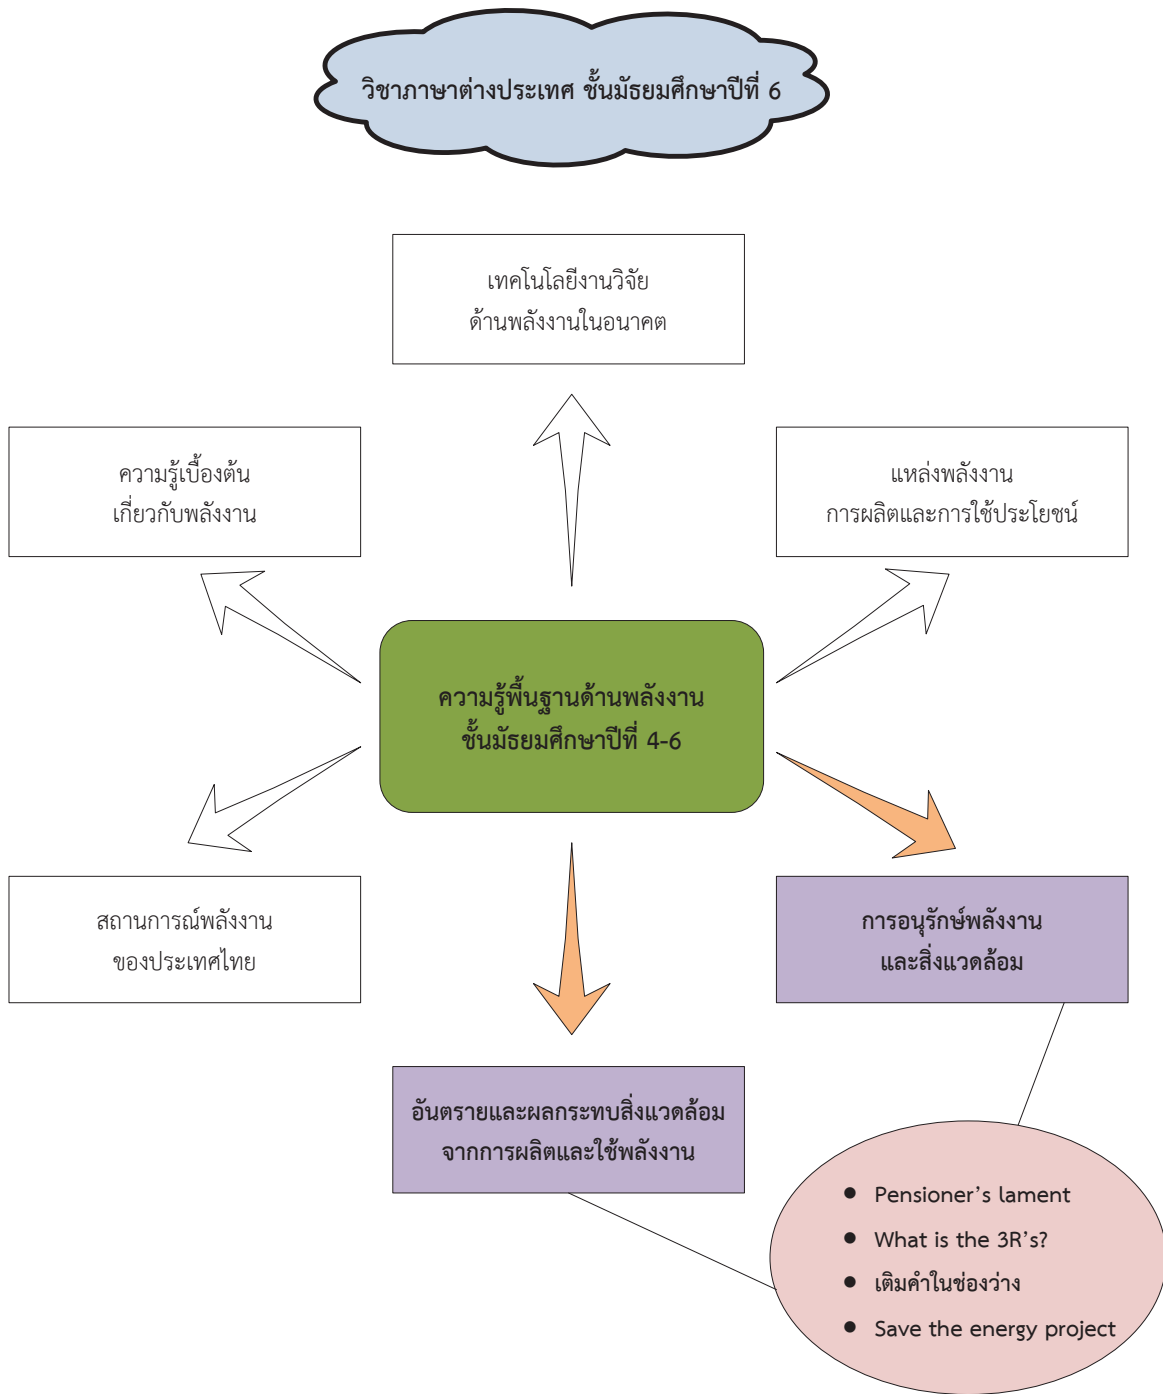 วิชาภาษาต่างประเทศ ชั้นมัธยมศึกษาปีที่ 6
เทคโนโลยีงานวิจัย
ด้านพลังงานในอนาคต
ความรู้เบื้องต้น
เกี่ยวกับพลังงาน
แหล่งพลังงาน
การผลิตและการใช้ประโยชน์
ความรู้พื้นฐานด้านพลังงาน
ชั้นมัธยมศึกษาปีที่ 4-6
สถานการณ์พลังงาน
ของประเทศไทย
การอนุรักษ์พลังงาน
และสิ่งแวดล้อม
อันตรายและผลกระทบสิ่งแวดล้อม
จากการผลิตและใช้พลังงาน
● Pensioner’s lament
● What is the 3R’s?
● เติมคำในช่องว่าง
● Save the energy project